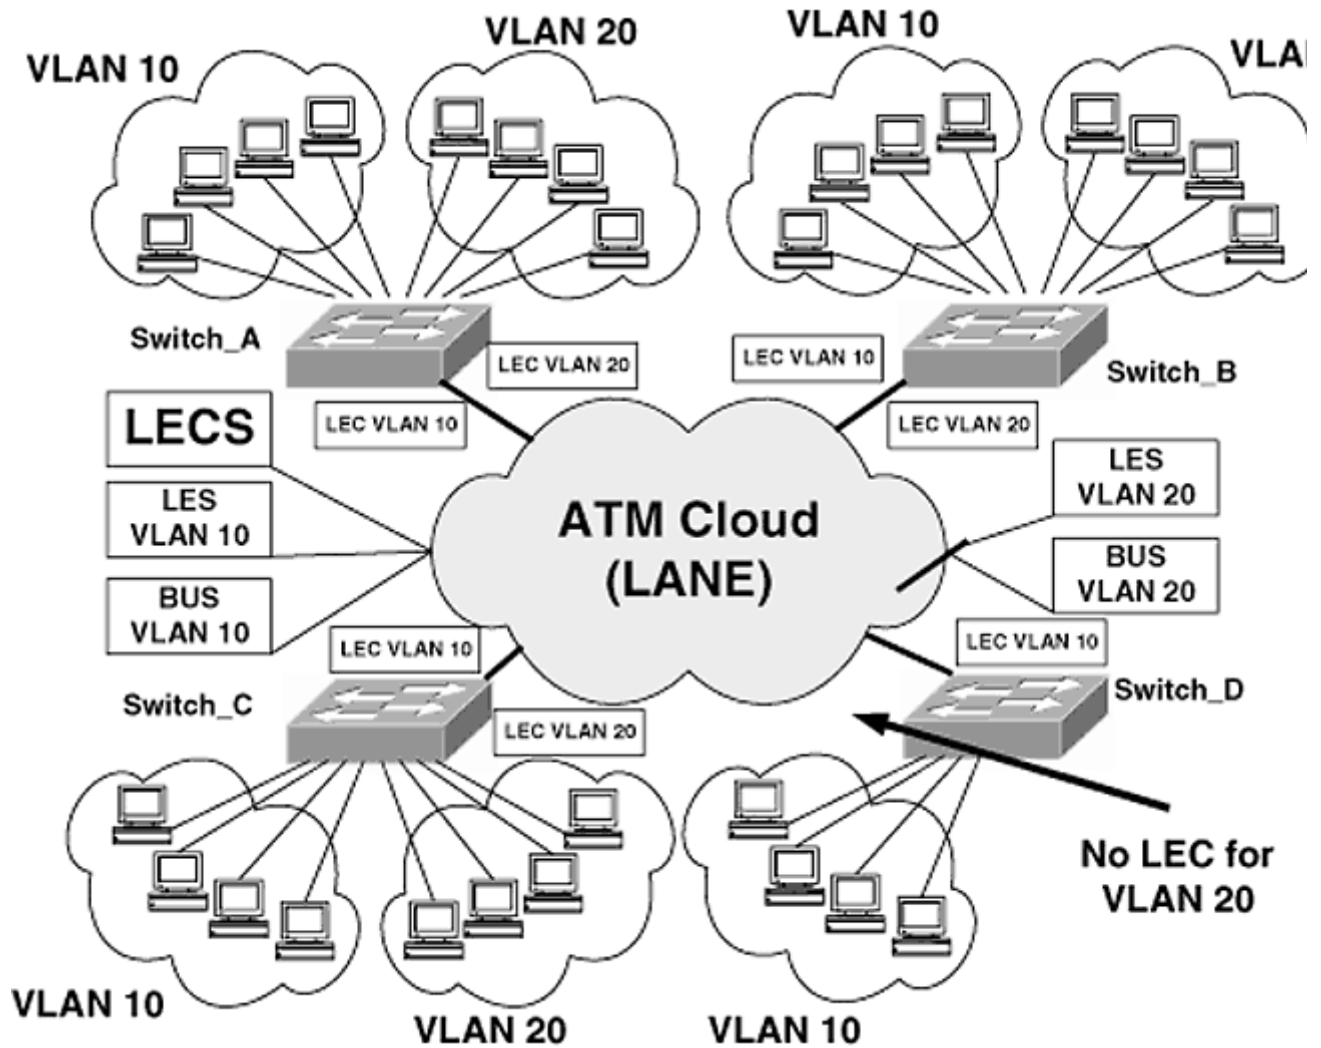 VLAN 10
VLAN 20
VLAN 10
VLA
Switch_A
LEC VLAN 20
LEC VLAN 10
LEC VLAN 10
Switch_B
LEC VLAN 20
LECS
LES
VLAN 10
BUS
VLAN 10
ATM Cloud
(LANE)
LES
VLAN 20
BUS
VLAN 20
LEC VLAN 10
Switch_C
LEC VLAN 20
LEC VLAN 10
Switch_D
No LEC for
VLAN 20
VLAN 10
VLAN 20
VLAN 10